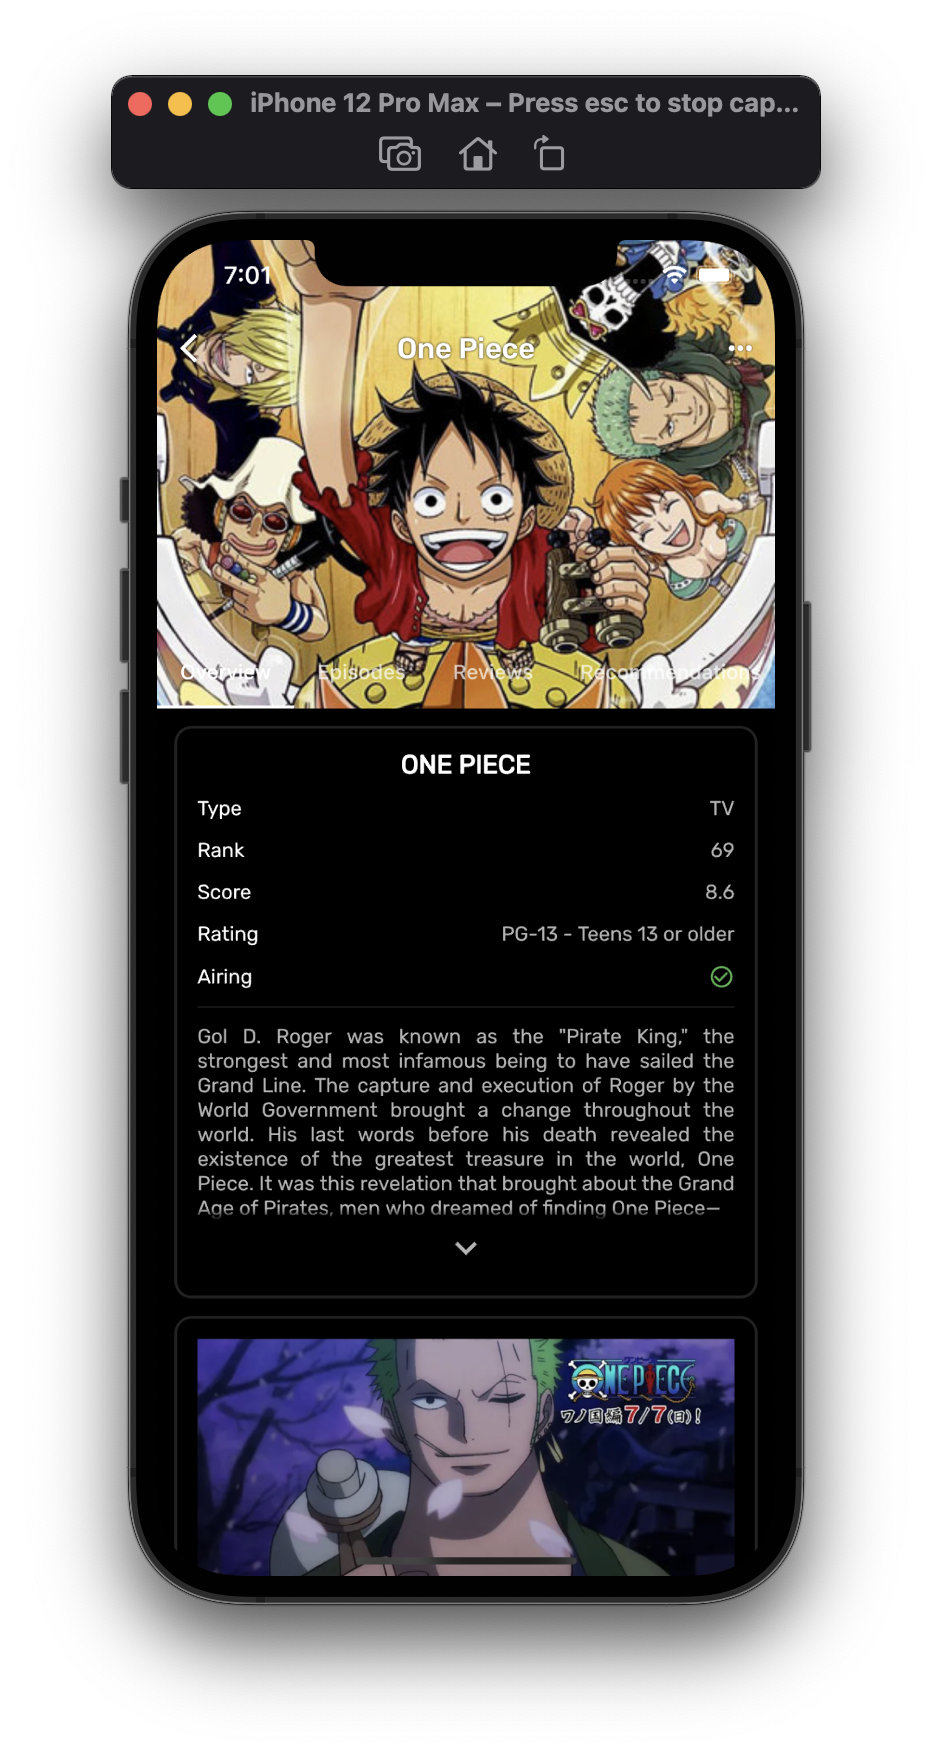 iPhone 12 Pro Max – Press esc to stop cap...
7:01
One Piece
Overview Episodes Reviews Recommendations
ONE PIECE
Type TV
Rank 69
Score 8.6
Rating PG-13 - Teens 13 or older
Airing
Gol D. Roger was known as the "Pirate King," the
strongest and most infamous being to have sailed the
Grand Line. The capture and execution of Roger by the
World Government brought a change throughout the
world. His last words before his death revealed the
existence of the greatest treasure in the world, One
Piece. It was this revelation that brought about the Grand
Age of Pirates, men who dreamed of finding One Piece—
ONE PIECE
ワノ国編 7/7(日)!